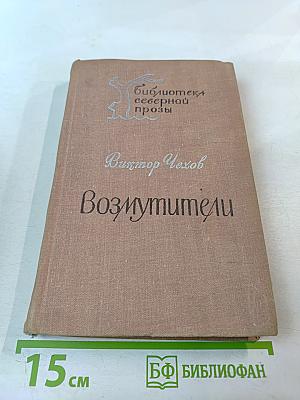 библиотека
северной
прозы
Виктор Чехов
Возмутители
15 см
БФ БИБЛИОФАН